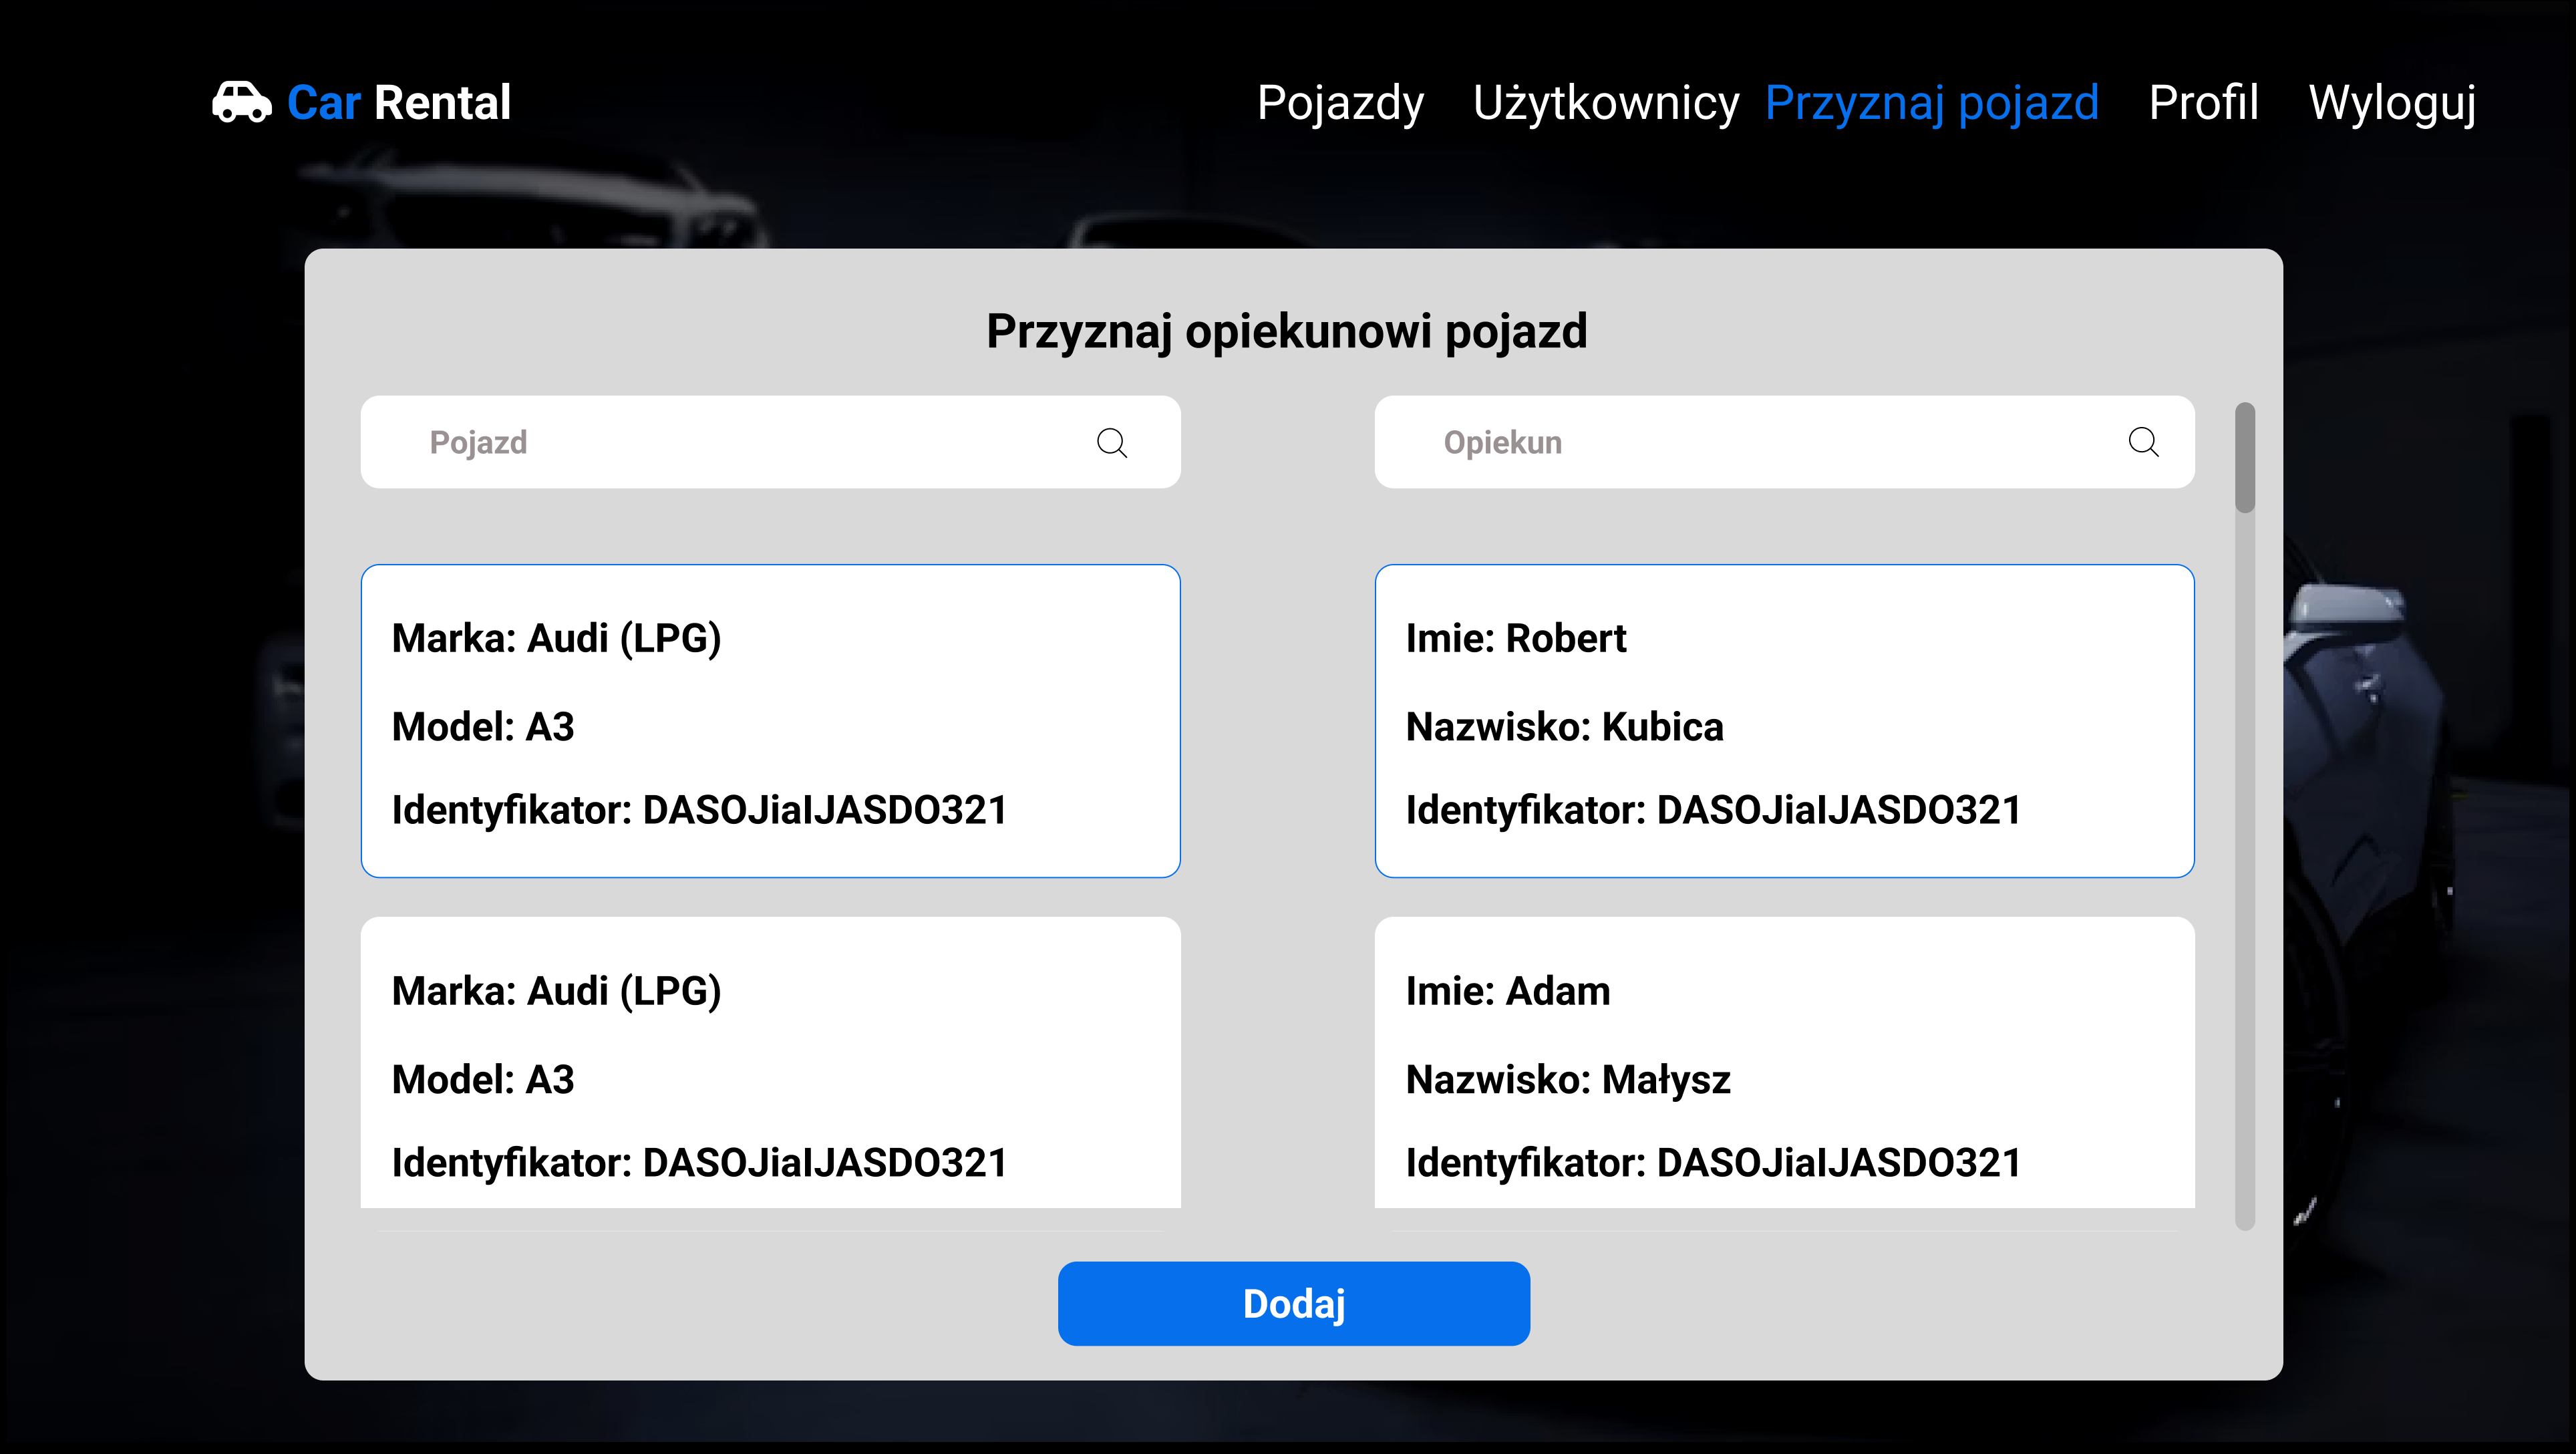 Car Rental
Pojazdy Użytkownicy Przyznaj pojazd Profil Wyloguj
Przyznaj opiekunowi pojazd
Pojazd
Opiekun
Marka: Audi (LPG)
Model: A3
Identyfikator: DASOJiaIJASDO321
Imie: Robert
Nazwisko: Kubica
Identyfikator: DASOJiaIJASDO321
Marka: Audi (LPG)
Model: A3
Identyfikator: DASOJiaIJASDO321
Imie: Adam
Nazwisko: Małysz
Identyfikator: DASOJiaIJASDO321
Dodaj